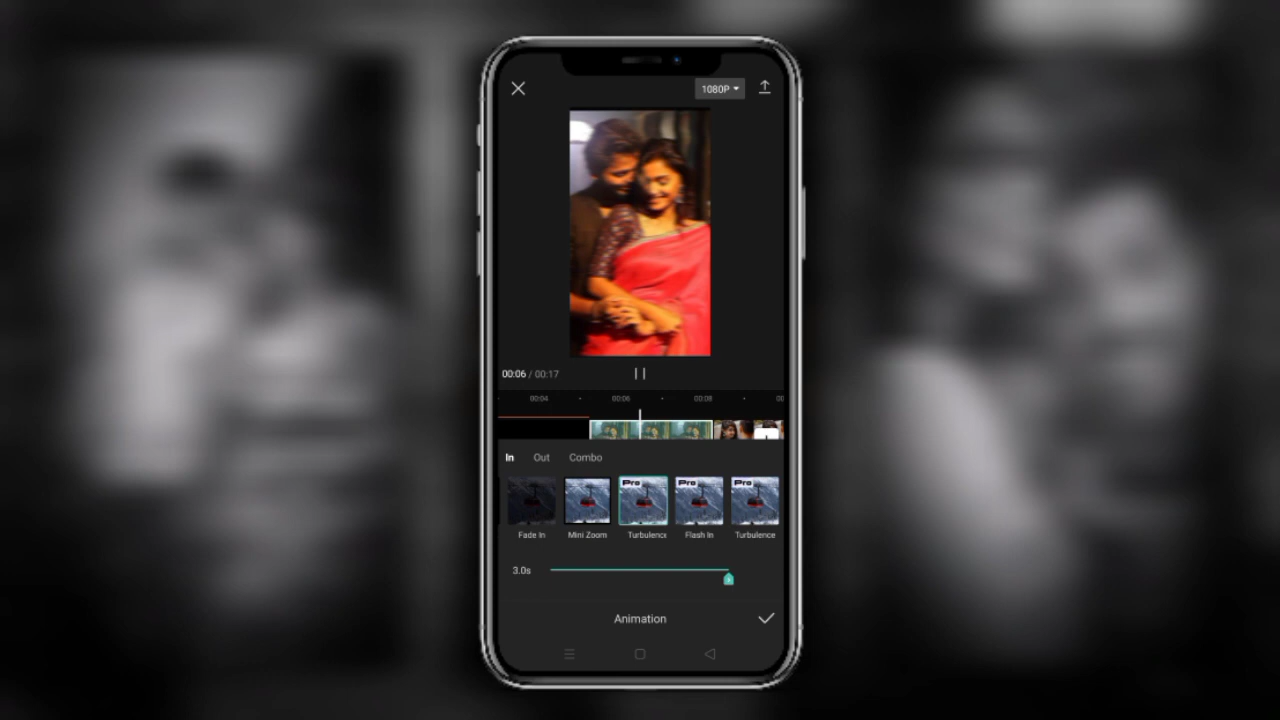 1080P
00:06 / 00:17
00:04 00:06 00:08 00
In Out Combo
Pro Pro Pro
Fade In Mini Zoom Turbulence Flash In Turbulence
3.0s
Animation